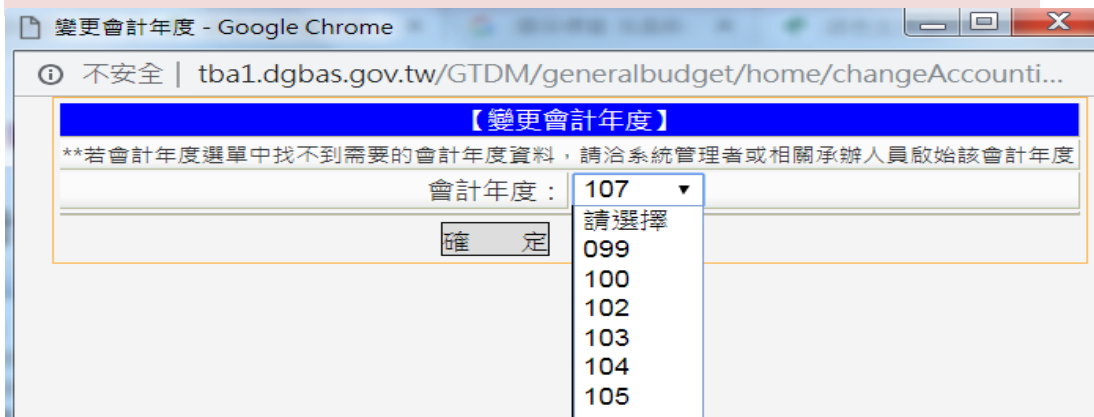 變更會計年度 - Google Chrome
不安全 | tba1.dgbas.gov.tw/GTDM/generalbudget/home/changeAccounti...
【變更會計年度】
**若會計年度選單中找不到需要的會計年度資料，請洽系統管理者或相關承辦人員啟始該會計年度
會計年度： 107
請選擇
確 定
099
100
102
103
104
105